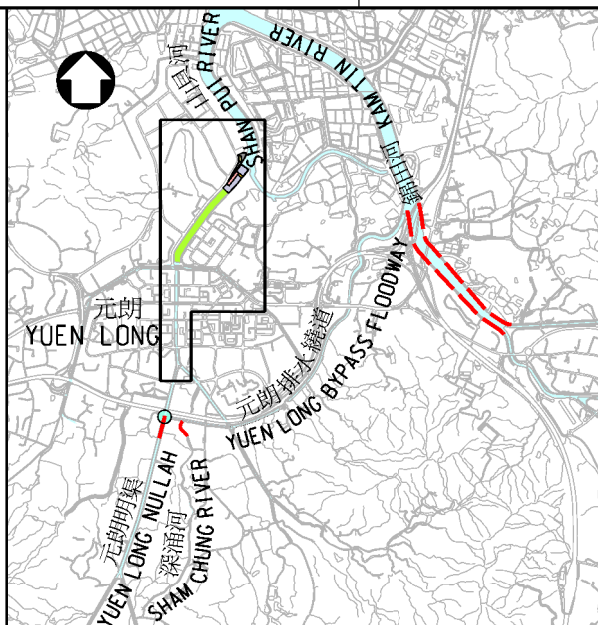 山貝河
SHAN PUI RIVER
KAM TIN RIVER
錦田河
元朗
YUEN LONG
元朗排水繞道
YUEN LONG BYPASS FLOODWAY
元朗明渠
YUEN LONG NULLAH
深涌河
SHAM CHUNG RIVER